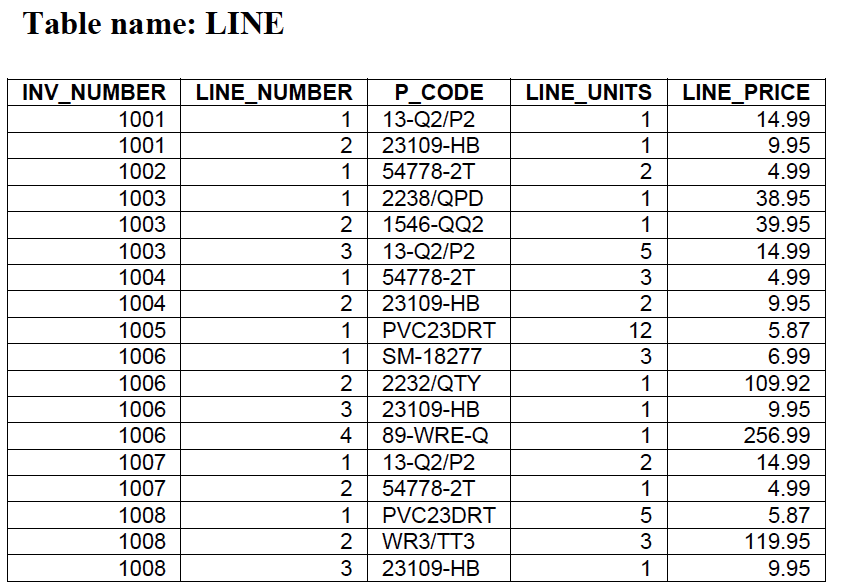 Table name: LINE
INV_NUMBER LINE_NUMBER P_CODE LINE_UNITS LINE_PRICE
1001 1 13-Q2/P2 1 14.99
1001 2 23109-HB 1 9.95
1002 1 54778-2T 2 4.99
1003 1 2238/QPD 1 38.95
1003 2 1546-QQ2 1 39.95
1003 3 13-Q2/P2 5 14.99
1004 1 54778-2T 3 4.99
1004 2 23109-HB 2 9.95
1005 1 PVC23DRT 12 5.87
1006 1 SM-18277 3 6.99
1006 2 2232/QTY 1 109.92
1006 3 23109-HB 1 9.95
1006 4 89-WRE-Q 1 256.99
1007 1 13-Q2/P2 2 14.99
1007 2 54778-2T 1 4.99
1008 1 PVC23DRT 5 5.87
1008 2 WR3/TT3 3 119.95
1008 3 23109-HB 1 9.95